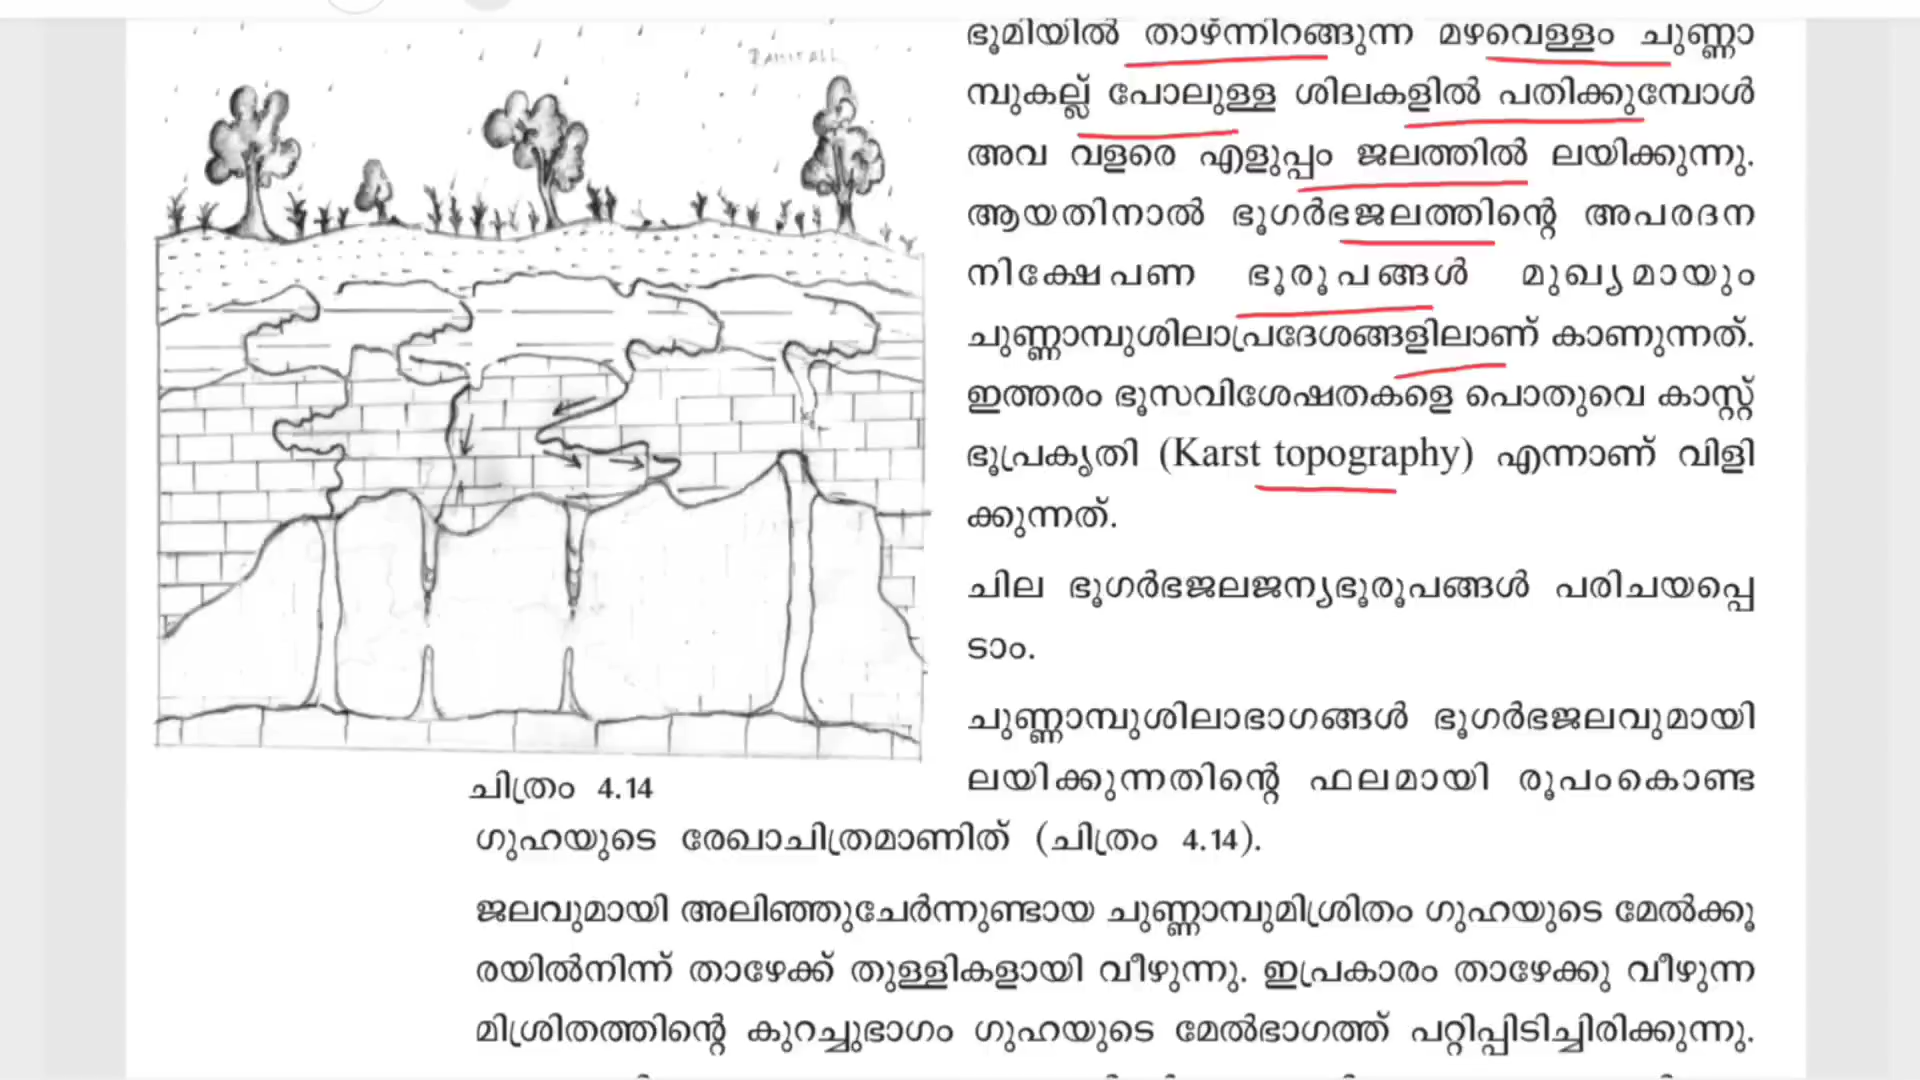 RAINFALL
ഭൂമിയിൽ താഴ്ന്നിറങ്ങുന്ന മഴവെള്ളം ചുണ്ണാ
മ്പുകല്ല് പോലുള്ള ശിലകളിൽ പതിക്കുമ്പോൾ
അവ വളരെ എളുപ്പം ജലത്തിൽ ലയിക്കുന്നു.
ആയതിനാൽ ഭൂഗർഭജലത്തിന്റെ അപരദന
നിക്ഷേപണ ഭൂരൂപങ്ങൾ മുഖ്യമായും
ചുണ്ണാമ്പുശിലാപ്രദേശങ്ങളിലാണ് കാണുന്നത്.
ഇത്തരം ഭൂസവിശേഷതകളെ പൊതുവെ കാസ്റ്റ്
ഭൂപ്രകൃതി (Karst topography) എന്നാണ് വിളി
ക്കുന്നത്.
ചില ഭൂഗർഭജലജന്യഭൂരൂപങ്ങൾ പരിചയപ്പെ
ടാം.
ചുണ്ണാമ്പുശിലാഭാഗങ്ങൾ ഭൂഗർഭജലവുമായി
ലയിക്കുന്നതിന്റെ ഫലമായി രൂപംകൊണ്ട
ചിത്രം 4.14
ഗുഹയുടെ രേഖാചിത്രമാണിത് (ചിത്രം 4.14).
ജലവുമായി അലിഞ്ഞുചേർന്നുണ്ടായ ചുണ്ണാമ്പുമിശ്രിതം ഗുഹയുടെ മേൽക്കൂ
രയിൽനിന്ന് താഴേക്ക് തുള്ളികളായി വീഴുന്നു. ഇപ്രകാരം താഴേക്കു വീഴുന്ന
മിശ്രിതത്തിന്റെ കുറച്ചുഭാഗം ഗുഹയുടെ മേൽഭാഗത്ത് പറ്റിപ്പിടിച്ചിരിക്കുന്നു.